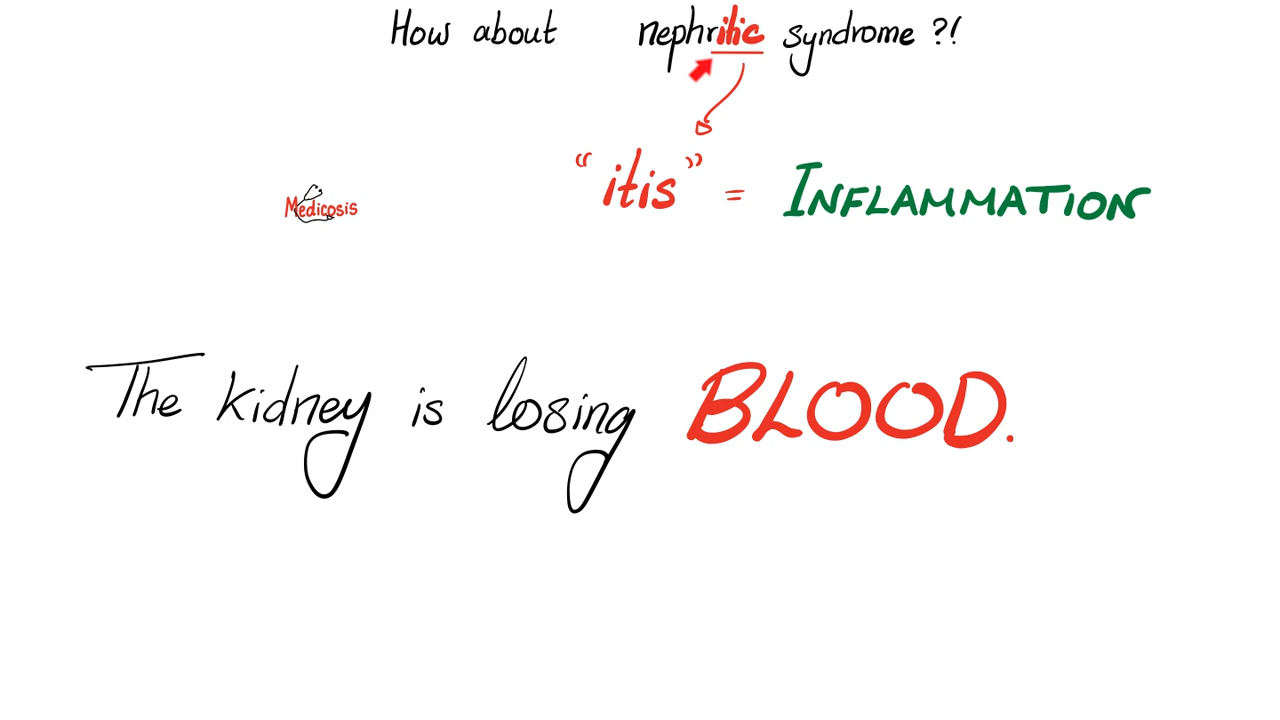 How about nephritic syndrome ?!
"itis" = INFLAMMATION
Medicosis
The kidney is losing BLOOD.